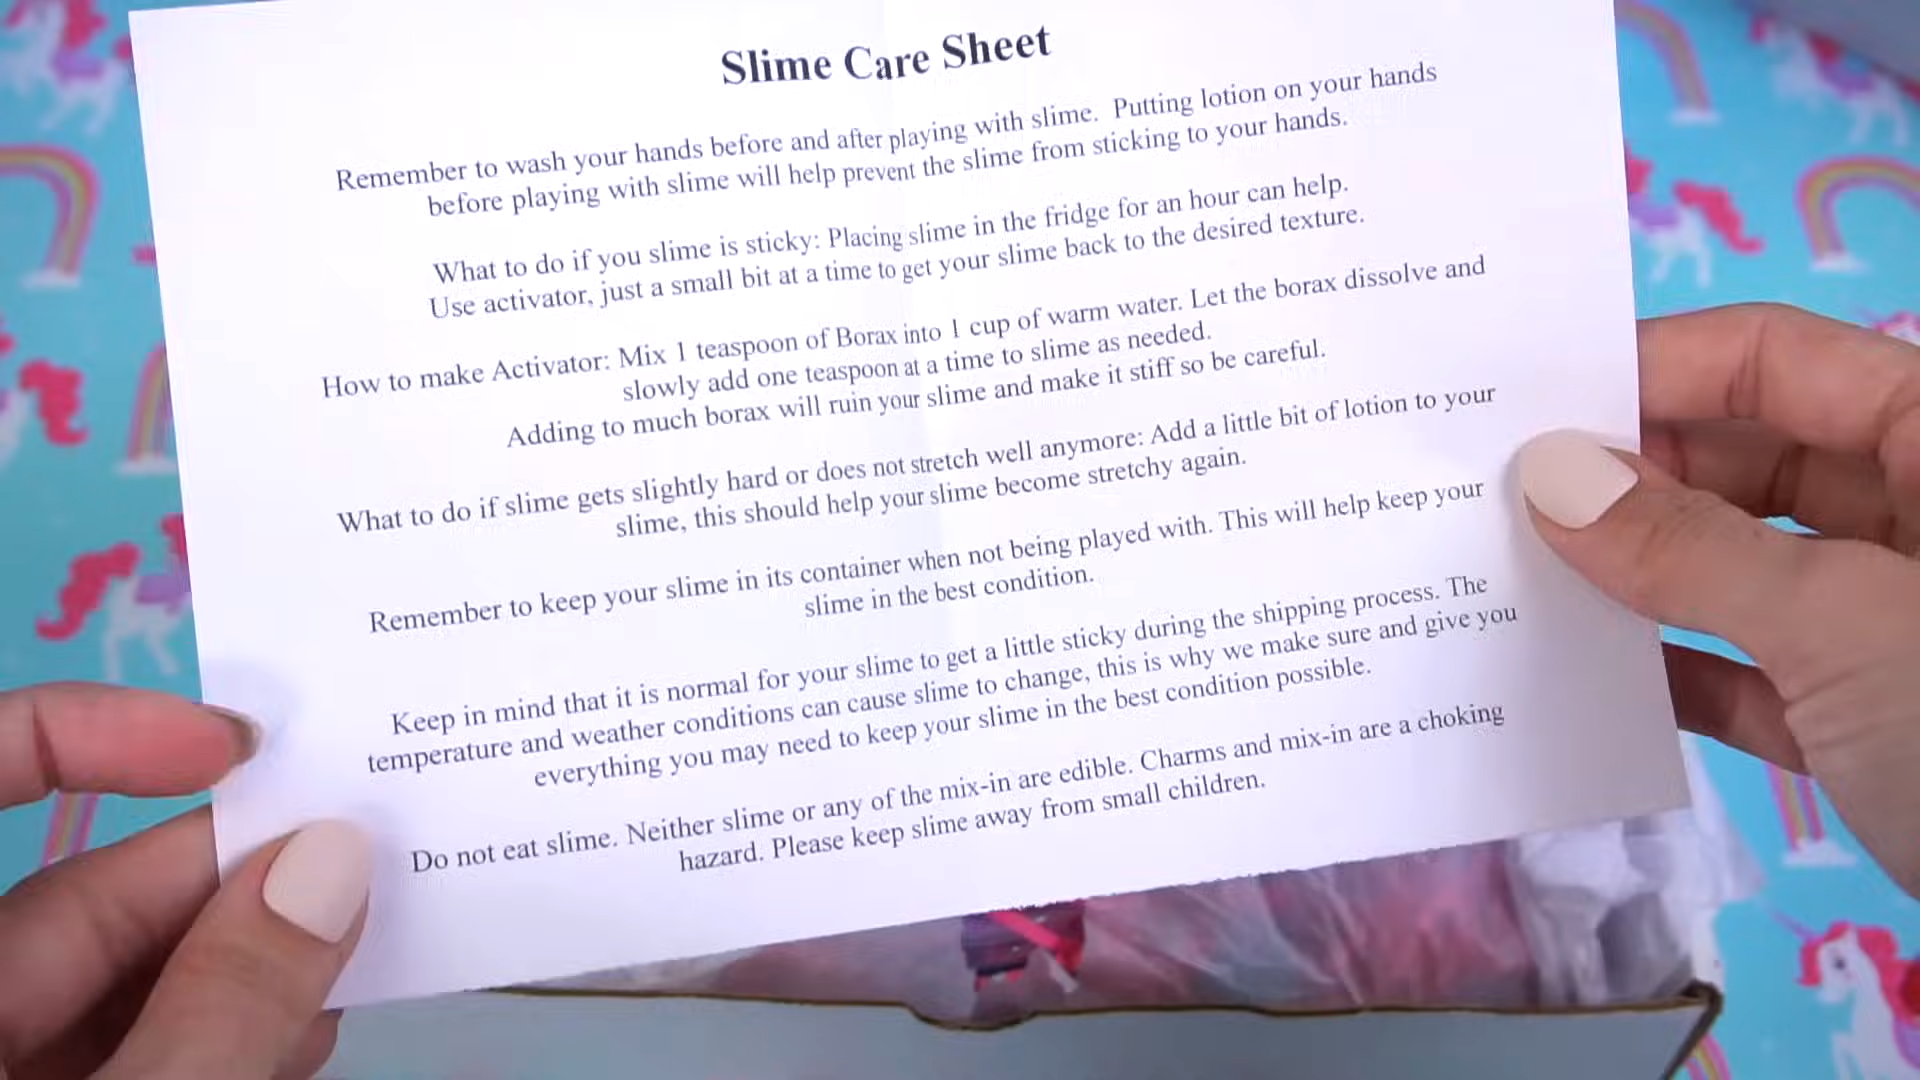 Slime Care Sheet
Remember to wash your hands before and after playing with slime. Putting lotion on your hands
before playing with slime will help prevent the slime from sticking to your hands.
What to do if you slime is sticky: Placing slime in the fridge for an hour can help.
Use activator, just a small bit at a time to get your slime back to the desired texture.
How to make Activator: Mix 1 teaspoon of Borax into 1 cup of warm water. Let the borax dissolve and
slowly add one teaspoon at a time to slime as needed.
Adding to much borax will ruin your slime and make it stiff so be careful.
What to do if slime gets slightly hard or does not stretch well anymore: Add a little bit of lotion to your
slime, this should help your slime become stretchy again.
Remember to keep your slime in its container when not being played with. This will help keep your
slime in the best condition.
Keep in mind that it is normal for your slime to get a little sticky during the shipping process. The
temperature and weather conditions can cause slime to change, this is why we make sure and give you
everything you may need to keep your slime in the best condition possible.
Do not eat slime. Neither slime or any of the mix-in are edible. Charms and mix-in are a choking
hazard. Please keep slime away from small children.